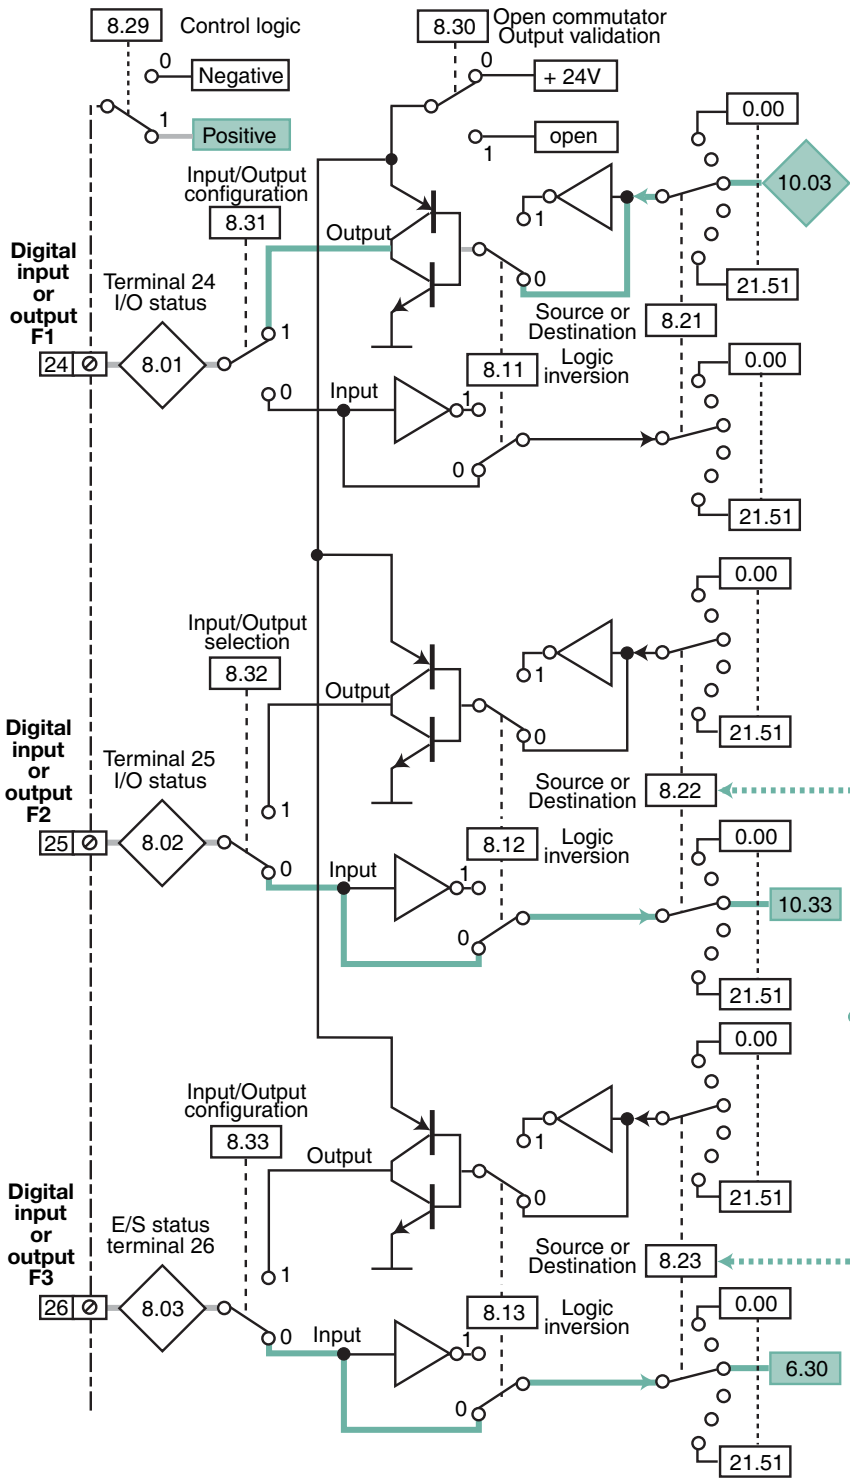 8.29
Control logic
0
Negative
1
Positive
8.30
Open commutator
Output validation
0
+ 24V
open
1
0.00
10.03
21.51
Input/Output
configuration
8.31
Output
1
0
Digital
input
or
output
F1
Terminal 24
I/O status
24
8.01
1
0
Input
1
0
8.11
Source or
Destination
8.21
Logic
inversion
0.00
21.51
Input/Output
selection
8.32
Output
1
0
0.00
21.51
Digital
input
or
output
F2
Terminal 25
I/O status
25
8.02
1
0
Input
1
0
8.12
Source or
Destination
8.22
Logic
inversion
0.00
10.33
21.51
Input/Output
configuration
8.33
Output
1
0
0.00
21.51
Digital
input
or
output
F3
E/S status
terminal 26
26
8.03
1
0
Input
1
0
8.13
Source or
Destination
8.23
Logic
inversion
0.00
6.30
21.51